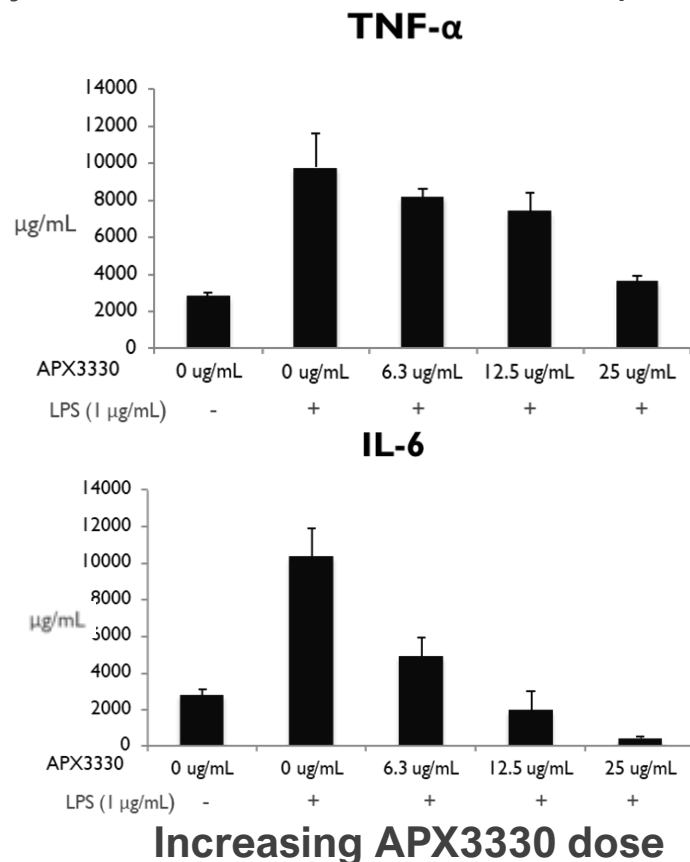 TNF-α
14000
12000
10000
8000
μg/mL
6000
4000
2000
0
APX3330 0 ug/mL 0 ug/mL 6.3 ug/mL 12.5 ug/mL 25 ug/mL
LPS (1 μg/mL) - + + + +
IL-6
14000
12000
10000
8000
μg/mL
4000
2000
0
APX3330 0 ug/mL 0 ug/mL 6.3 ug/mL 12.5 ug/mL 25 ug/mL
LPS (1 μg/mL) - + + + +
Increasing APX3330 dose